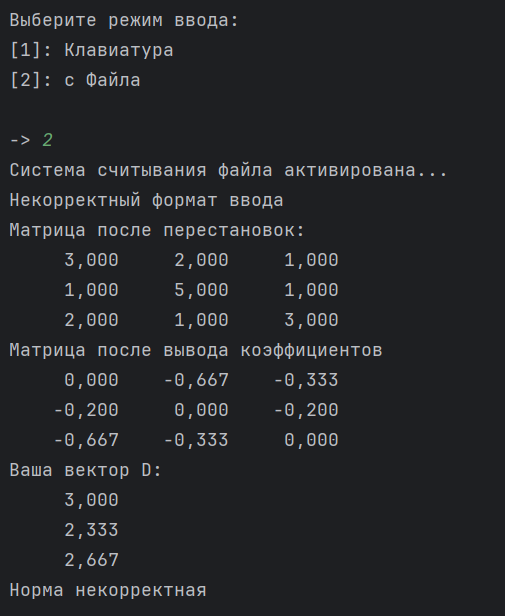 Выберите режим ввода:
[1]: Клавиатура
[2]: с Файла
-> 2
Система считывания файла активирована...
Некорректный формат ввода
Матрица после перестановок:
3,000 2,000 1,000
1,000 5,000 1,000
2,000 1,000 3,000
Матрица после вывода коэффициентов
0,000 -0,667 -0,333
-0,200 0,000 -0,200
-0,667 -0,333 0,000
Ваша вектор D:
3,000
2,333
2,667
Норма некорректная